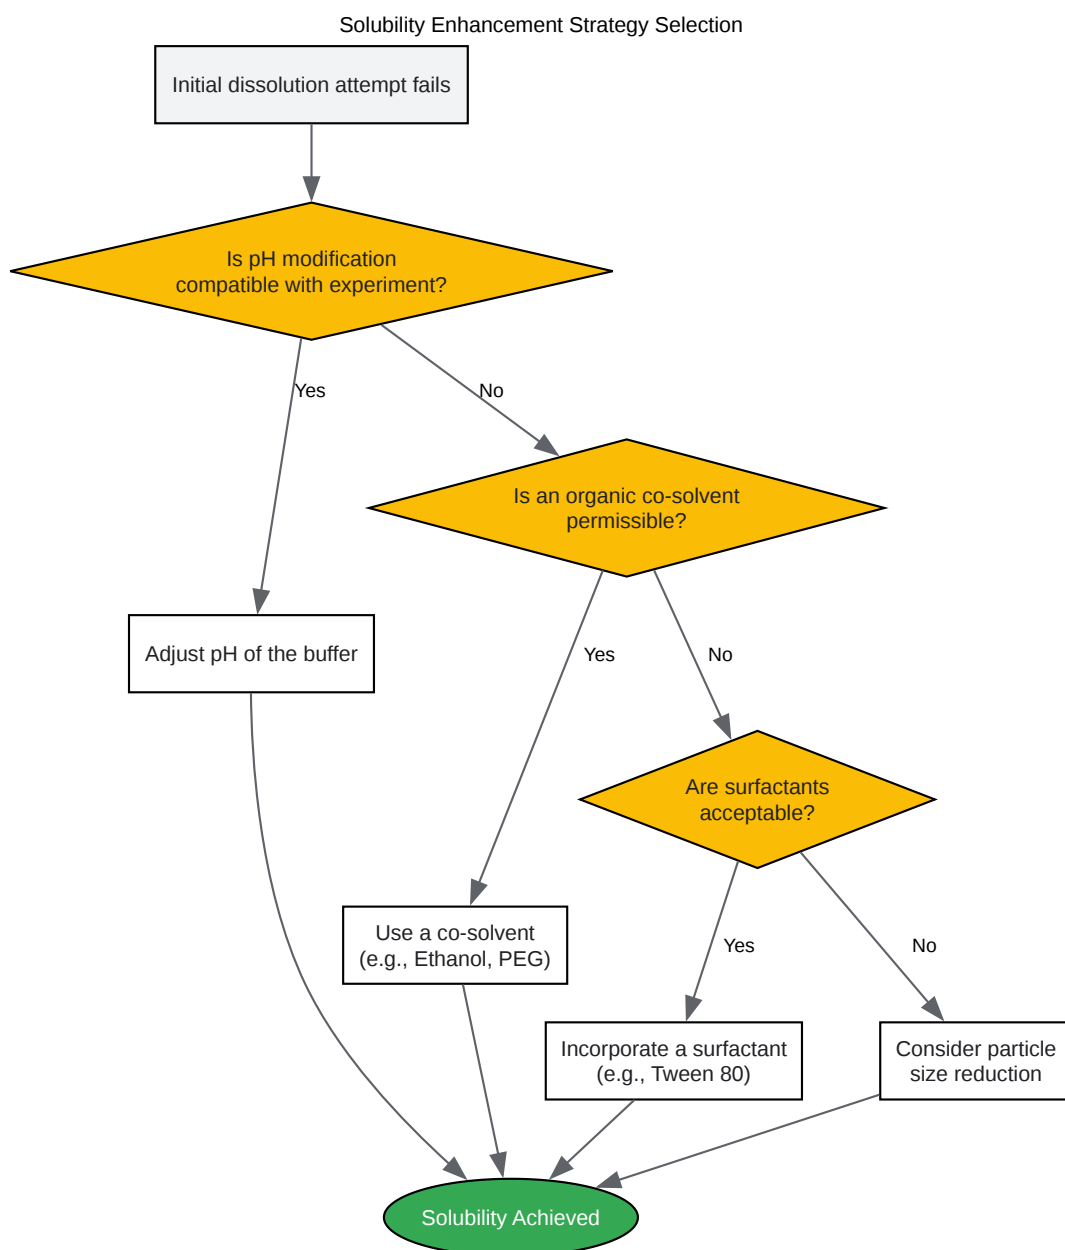 Solubility Enhancement Strategy Selection
Initial dissolution attempt fails
Is pH modification
compatible with experiment?
Yes
No
Is an organic co-solvent
permissible?
Adjust pH of the buffer
Yes
No
Are surfactants
acceptable?
Use a co-solvent
(e.g., Ethanol, PEG)
Yes
No
Incorporate a surfactant
(e.g., Tween 80)
Consider particle
size reduction
Solubility Achieved